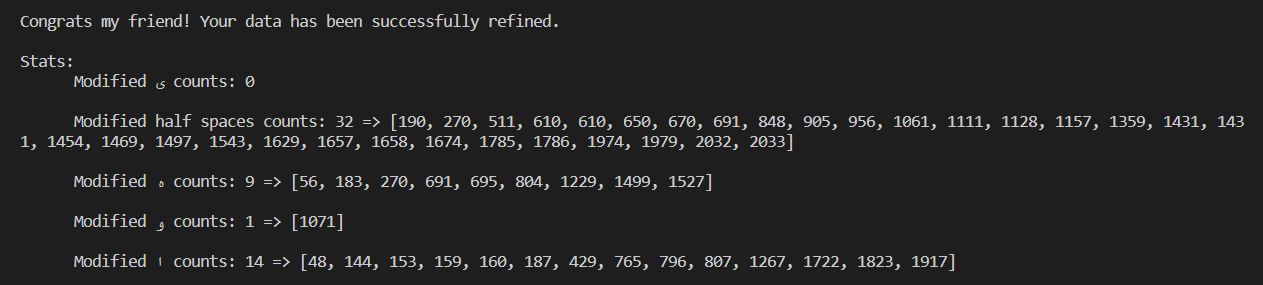 Congrats my friend! Your data has been successfully refined.
Stats:
Modified ی counts: 0
Modified half spaces counts: 32 => [190, 270, 511, 610, 610, 650, 670, 691, 848, 905, 956, 1061, 1111, 1128, 1157, 1359, 1431, 143
1, 1454, 1469, 1497, 1543, 1629, 1657, 1658, 1674, 1785, 1786, 1974, 1979, 2032, 2033]
Modified ه counts: 9 => [56, 183, 270, 691, 695, 804, 1229, 1499, 1527]
Modified و counts: 1 => [1071]
Modified ا counts: 14 => [48, 144, 153, 159, 160, 187, 429, 765, 796, 807, 1267, 1722, 1823, 1917]